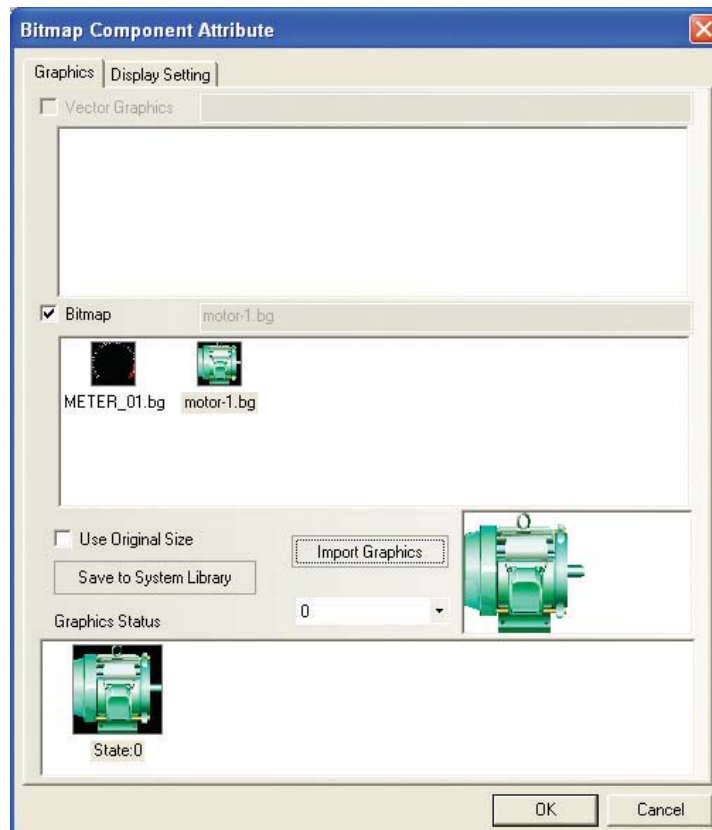 Bitmap Component Attribute
Graphics Display Setting
Vector Graphics
Bitmap motor-1.bg
METER_01.bg motor-1.bg
Use Original Size
Import Graphics
Save to System Library
0
Graphics Status
State:0
OK Cancel